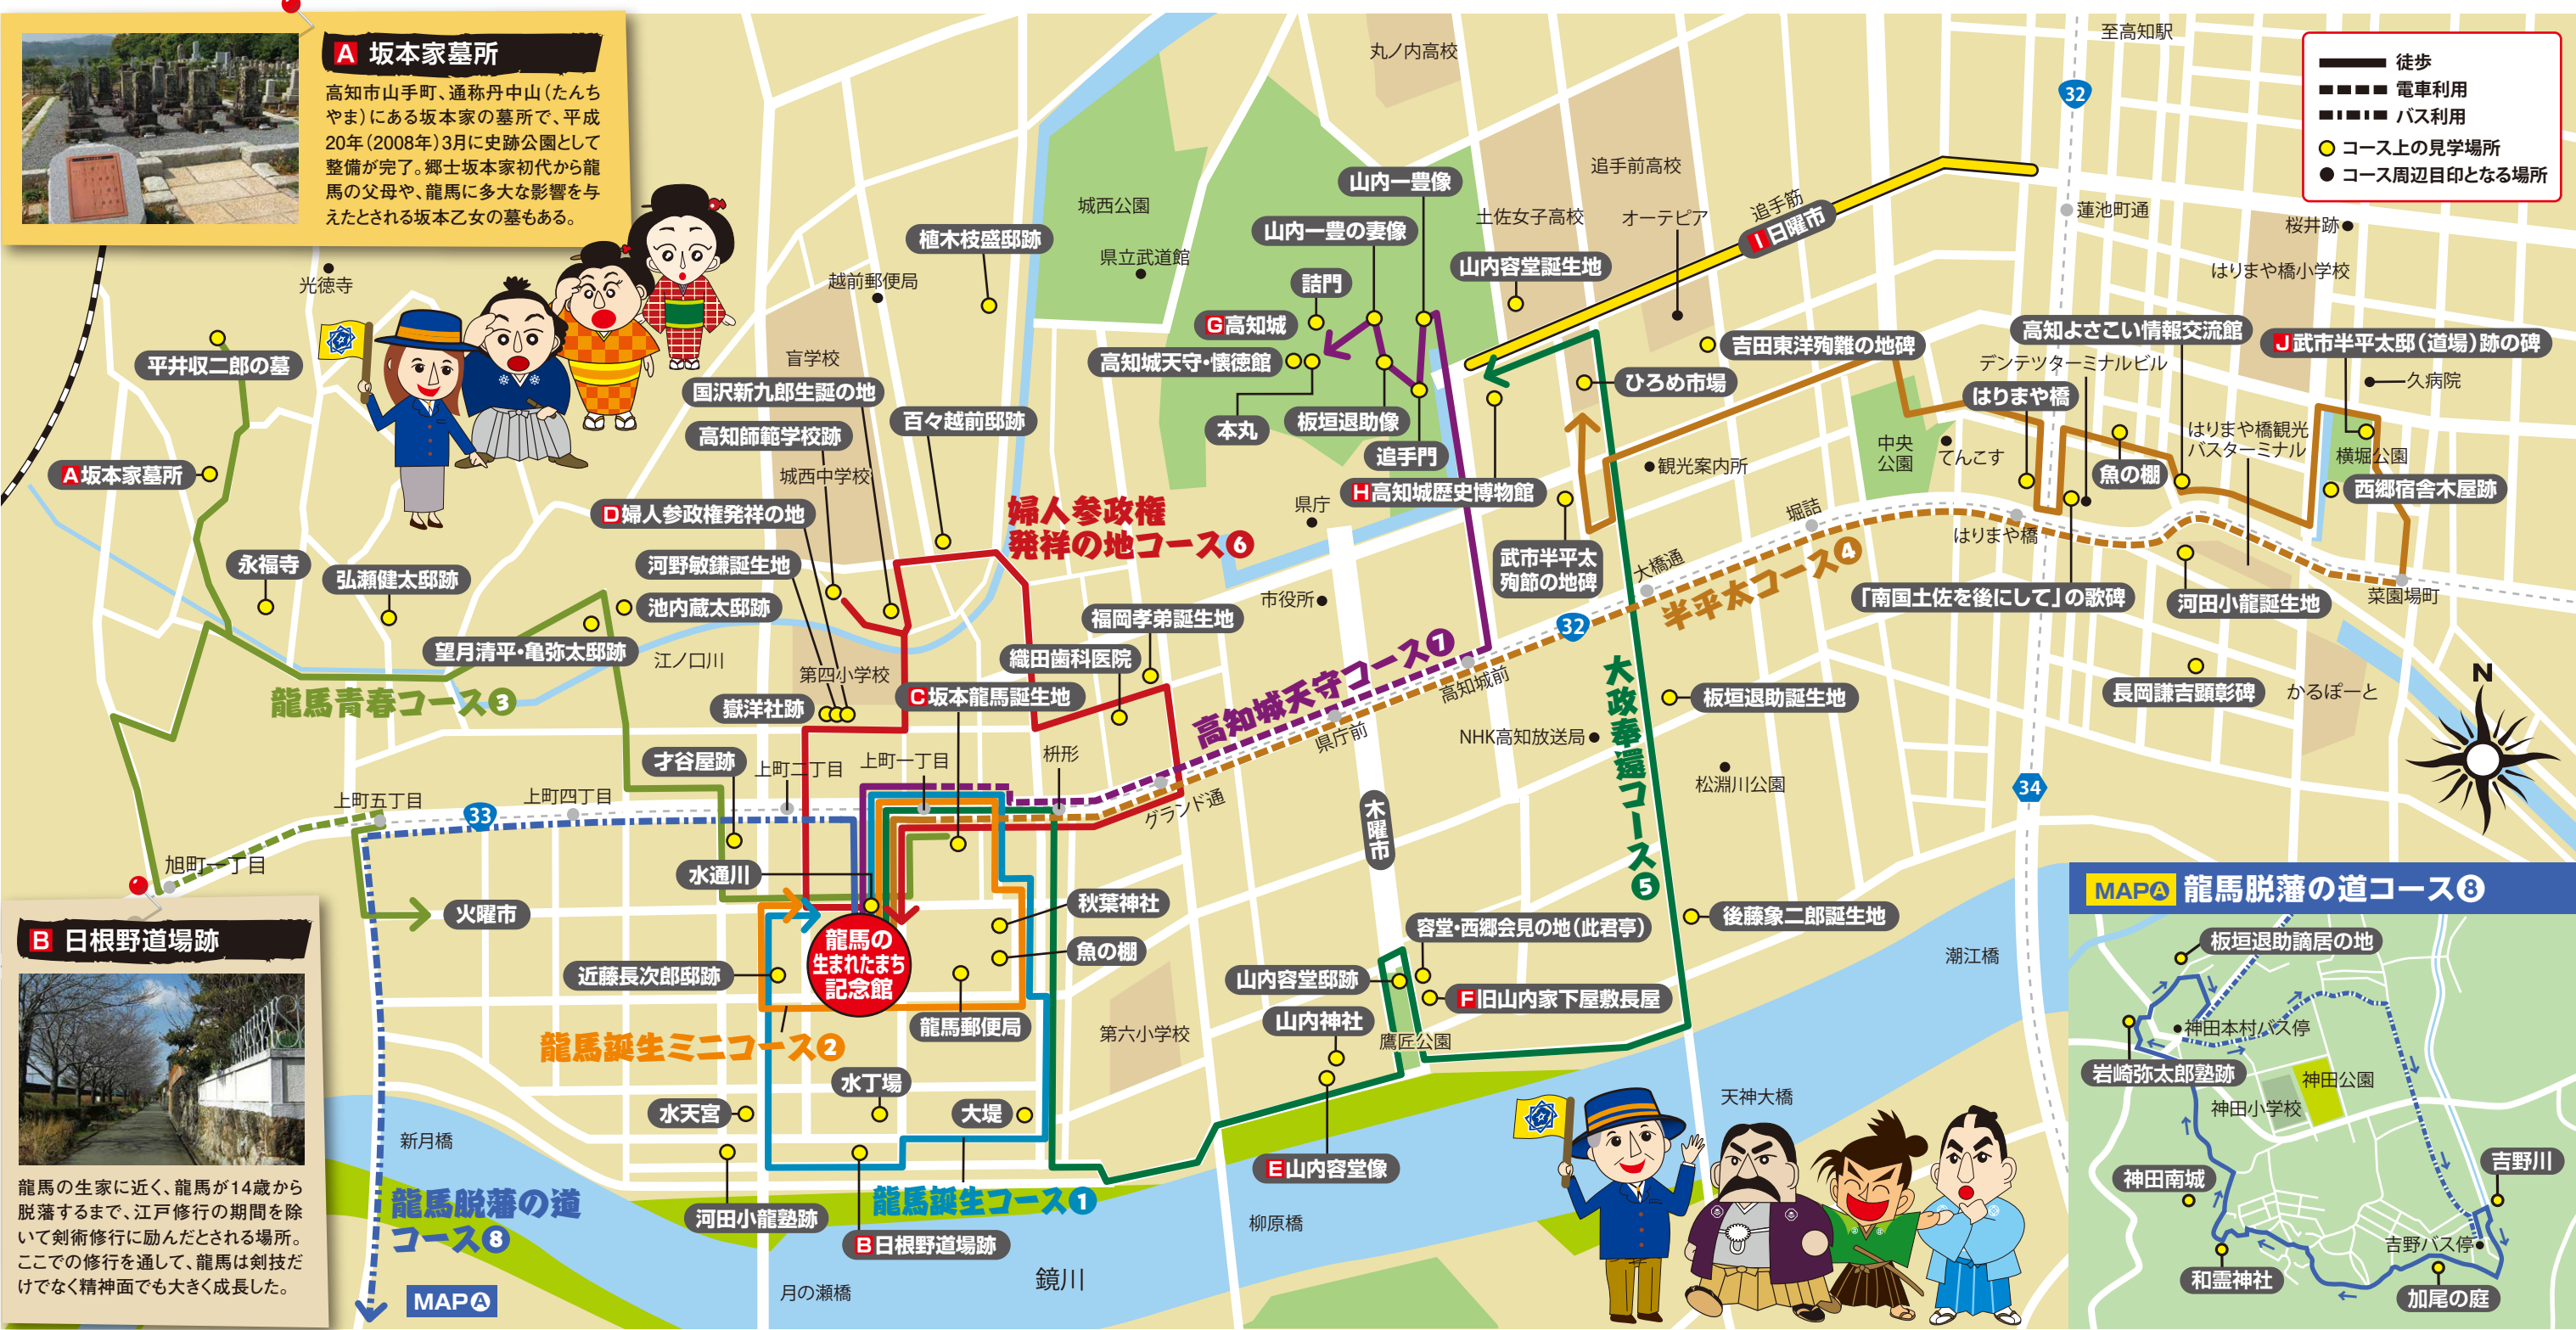 A 坂本家墓所
高知市山手町、通称丹中山（たんち
やま）にある坂本家の墓所で、平成
20年（2008年）3月に史跡公園として
整備が完了。郷士坂本家初代から龍
馬の父母や、龍馬に多大な影響を与
えたとされる坂本乙女の墓もある。
丸ノ内高校
至高知駅
32
徒歩
電車利用
バス利用
コース上の見学場所
コース周辺目印となる場所
光徳寺
越前郵便局
植木枝盛邸跡
城西公園
県立武道館
山内一豊像
山内一豊の妻像
詰門
G高知城
高知城天守・懐徳館
本丸
板垣退助像
追手門
H高知城歴史博物館
土佐女子高校
追手前高校
オーテピア
追手筋
I日曜市
山内容堂誕生地
蓮池町通
桜井跡
はりまや橋小学校
吉田東洋殉難の地碑
高知よさこい情報交流館
J武市半平太邸（道場）跡の碑
デンテツターミナルビル
久病院
ひろめ市場
はりまや橋
平井収二郎の墓
盲学校
国沢新九郎生誕の地
高知師範学校跡
百々越前邸跡
城西中学校
A坂本家墓所
D婦人参政権発祥の地
婦人参政権
発祥の地コース6
県庁
観光案内所
中央
公園
てんこす
魚の棚
はりまや橋観光
バスターミナル
横堀公園
西郷宿舎木屋跡
永福寺
弘瀬健太邸跡
河野敏鎌誕生地
池内蔵太邸跡
望月清平・亀弥太邸跡
江ノ口川
第四小学校
福岡孝弟誕生地
織田歯科医院
市役所
武市半平太
殉節の地碑
大橋通
堀詰
はりまや橋
半平太コース4
「南国土佐を後にして」の歌碑
河田小龍誕生地
菜園場町
龍馬青春コース3
嶽洋社跡
C坂本龍馬誕生地
高知城天守コース7
高知城前
県庁前
32
大政奉還コース5
NHK高知放送局
板垣退助誕生地
松淵川公園
長岡謙吉顕彰碑
かるぽーと
N
34
才谷屋跡
上町二丁目
上町一丁目
枡形
グランド通
上町五丁目
上町四丁目
33
旭町一丁目
木曜市
水通川
火曜市
龍馬の
生まれたまち
記念館
秋葉神社
魚の棚
近藤長次郎邸跡
龍馬郵便局
龍馬誕生ミニコース2
第六小学校
容堂・西郷会見の地（此君亭）
山内容堂邸跡
F旧山内家下屋敷長屋
山内神社
鷹匠公園
後藤象二郎誕生地
潮江橋
水丁場
水天宮
大堤
河田小龍塾跡
B日根野道場跡
龍馬誕生コース1
E山内容堂像
天神大橋
柳原橋
鏡川
月の瀬橋
新月橋
龍馬脱藩の道
コース8
MAPA
B 日根野道場跡
龍馬の生家に近く、龍馬が14歳から
脱藩するまで、江戸修行の期間を除
いて剣術修行に励んだとされる場所。
ここでの修行を通して、龍馬は剣技だ
けでなく精神面でも大きく成長した。
MAPA 龍馬脱藩の道コース8
板垣退助謫居の地
神田本村バス停
岩崎弥太郎塾跡
神田公園
神田小学校
神田南城
吉野川
吉野バス停
和霊神社
加尾の庭